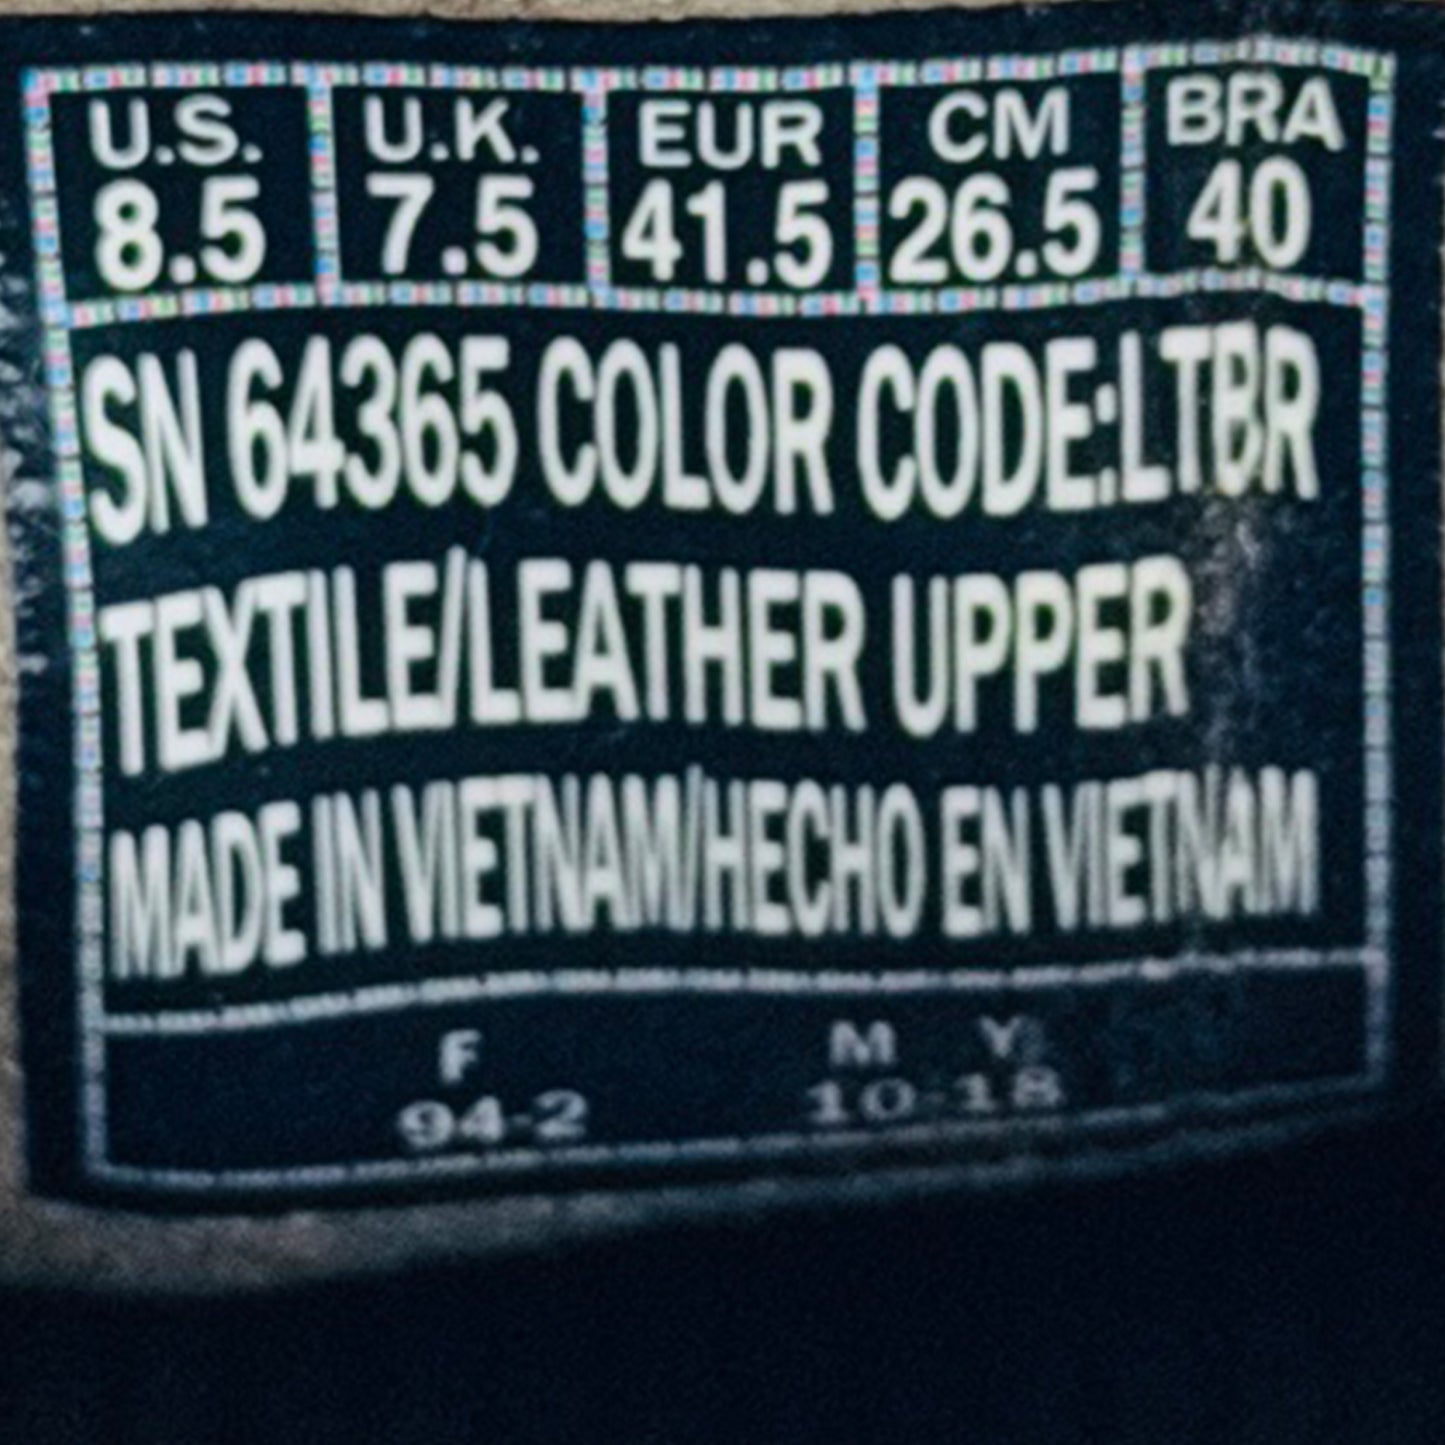 U.S. U.K. EUR CM BRA
8.5 7.5 41.5 26.5 40
SN 64365 COLOR CODE:LTBR
TEXTILE/LEATHER UPPER
MADE IN VIETNAM/HECHO EN VIETNAM
F M Y:
94-2 10-18